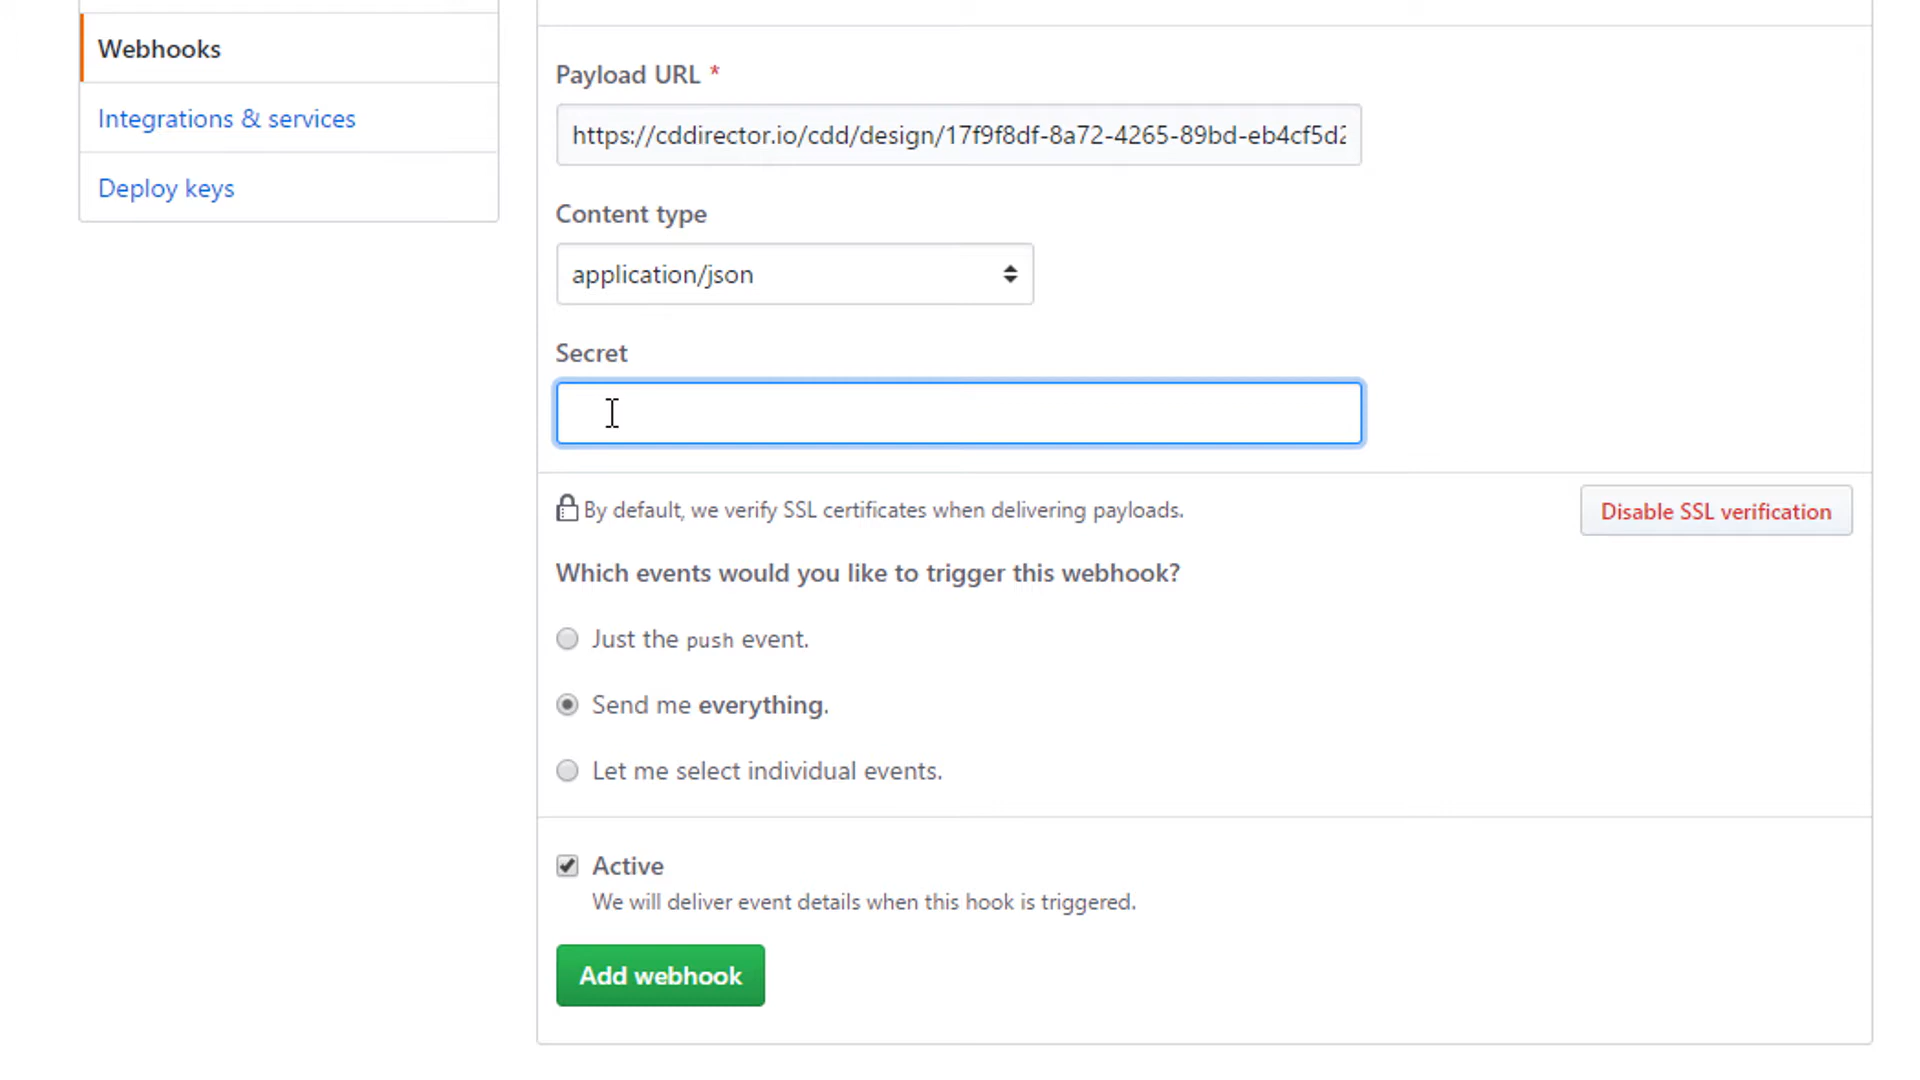 Webhooks
Integrations & services
Deploy keys
Payload URL *
https://cddirector.io/cdd/design/17f9f8df-8a72-4265-89bd-eb4cf5d2
Content type
application/json
Secret
By default, we verify SSL certificates when delivering payloads.
Disable SSL verification
Which events would you like to trigger this webhook?
Just the push event.
Send me everything.
Let me select individual events.
Active
We will deliver event details when this hook is triggered.
Add webhook